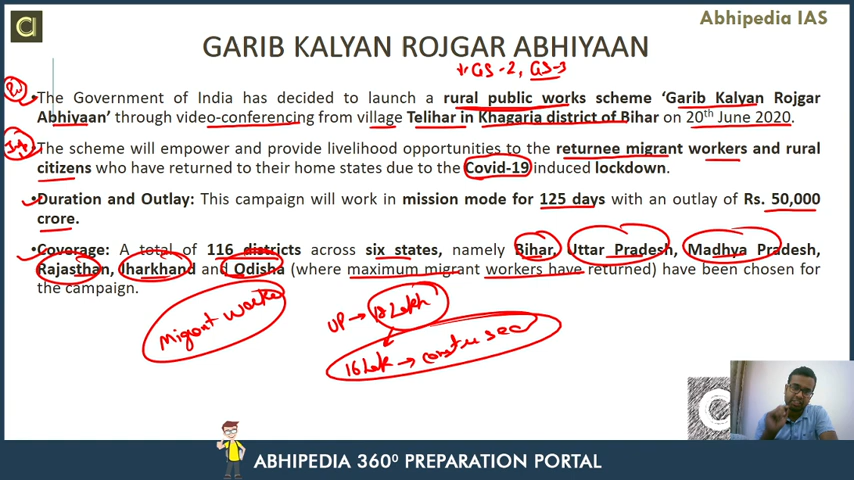 Abhipedia IAS
GARIB KALYAN ROJGAR ABHIYAAN
GS-2, GS-3
•The Government of India has decided to launch a rural public works scheme ‘Garib Kalyan Rojgar
Abhiyaan’ through video-conferencing from village Telihar in Khagaria district of Bihar on 20th June 2020.
•The scheme will empower and provide livelihood opportunities to the returnee migrant workers and rural
citizens who have returned to their home states due to the Covid-19 induced lockdown.
•Duration and Outlay: This campaign will work in mission mode for 125 days with an outlay of Rs. 50,000
crore.
•Coverage: A total of 116 districts across six states, namely Bihar, Uttar Pradesh, Madhya Pradesh,
Rajasthan, Jharkhand and Odisha (where maximum migrant workers have returned) have been chosen for
the campaign.
Migrant worker
UP → 18 Lakh
16 Lak → constru sec
ABHIPEDIA 360⁰ PREPARATION PORTAL